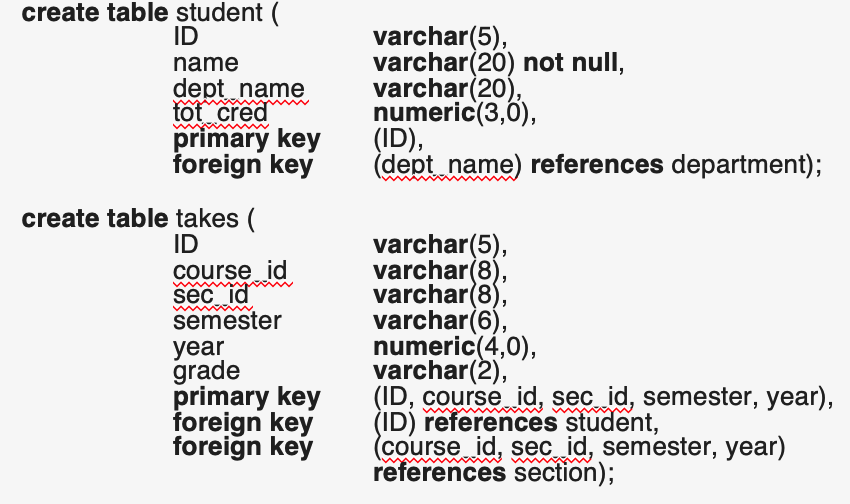 create table student (
ID varchar(5),
name varchar(20) not null,
dept_name varchar(20),
tot_cred numeric(3,0),
primary key (ID),
foreign key (dept_name) references department);
create table takes (
ID varchar(5),
course_id varchar(8),
sec_id varchar(8),
semester varchar(6),
year numeric(4,0),
grade varchar(2),
primary key (ID, course_id, sec_id, semester, year),
foreign key (ID) references student,
foreign key (course_id, sec_id, semester, year)
references section);